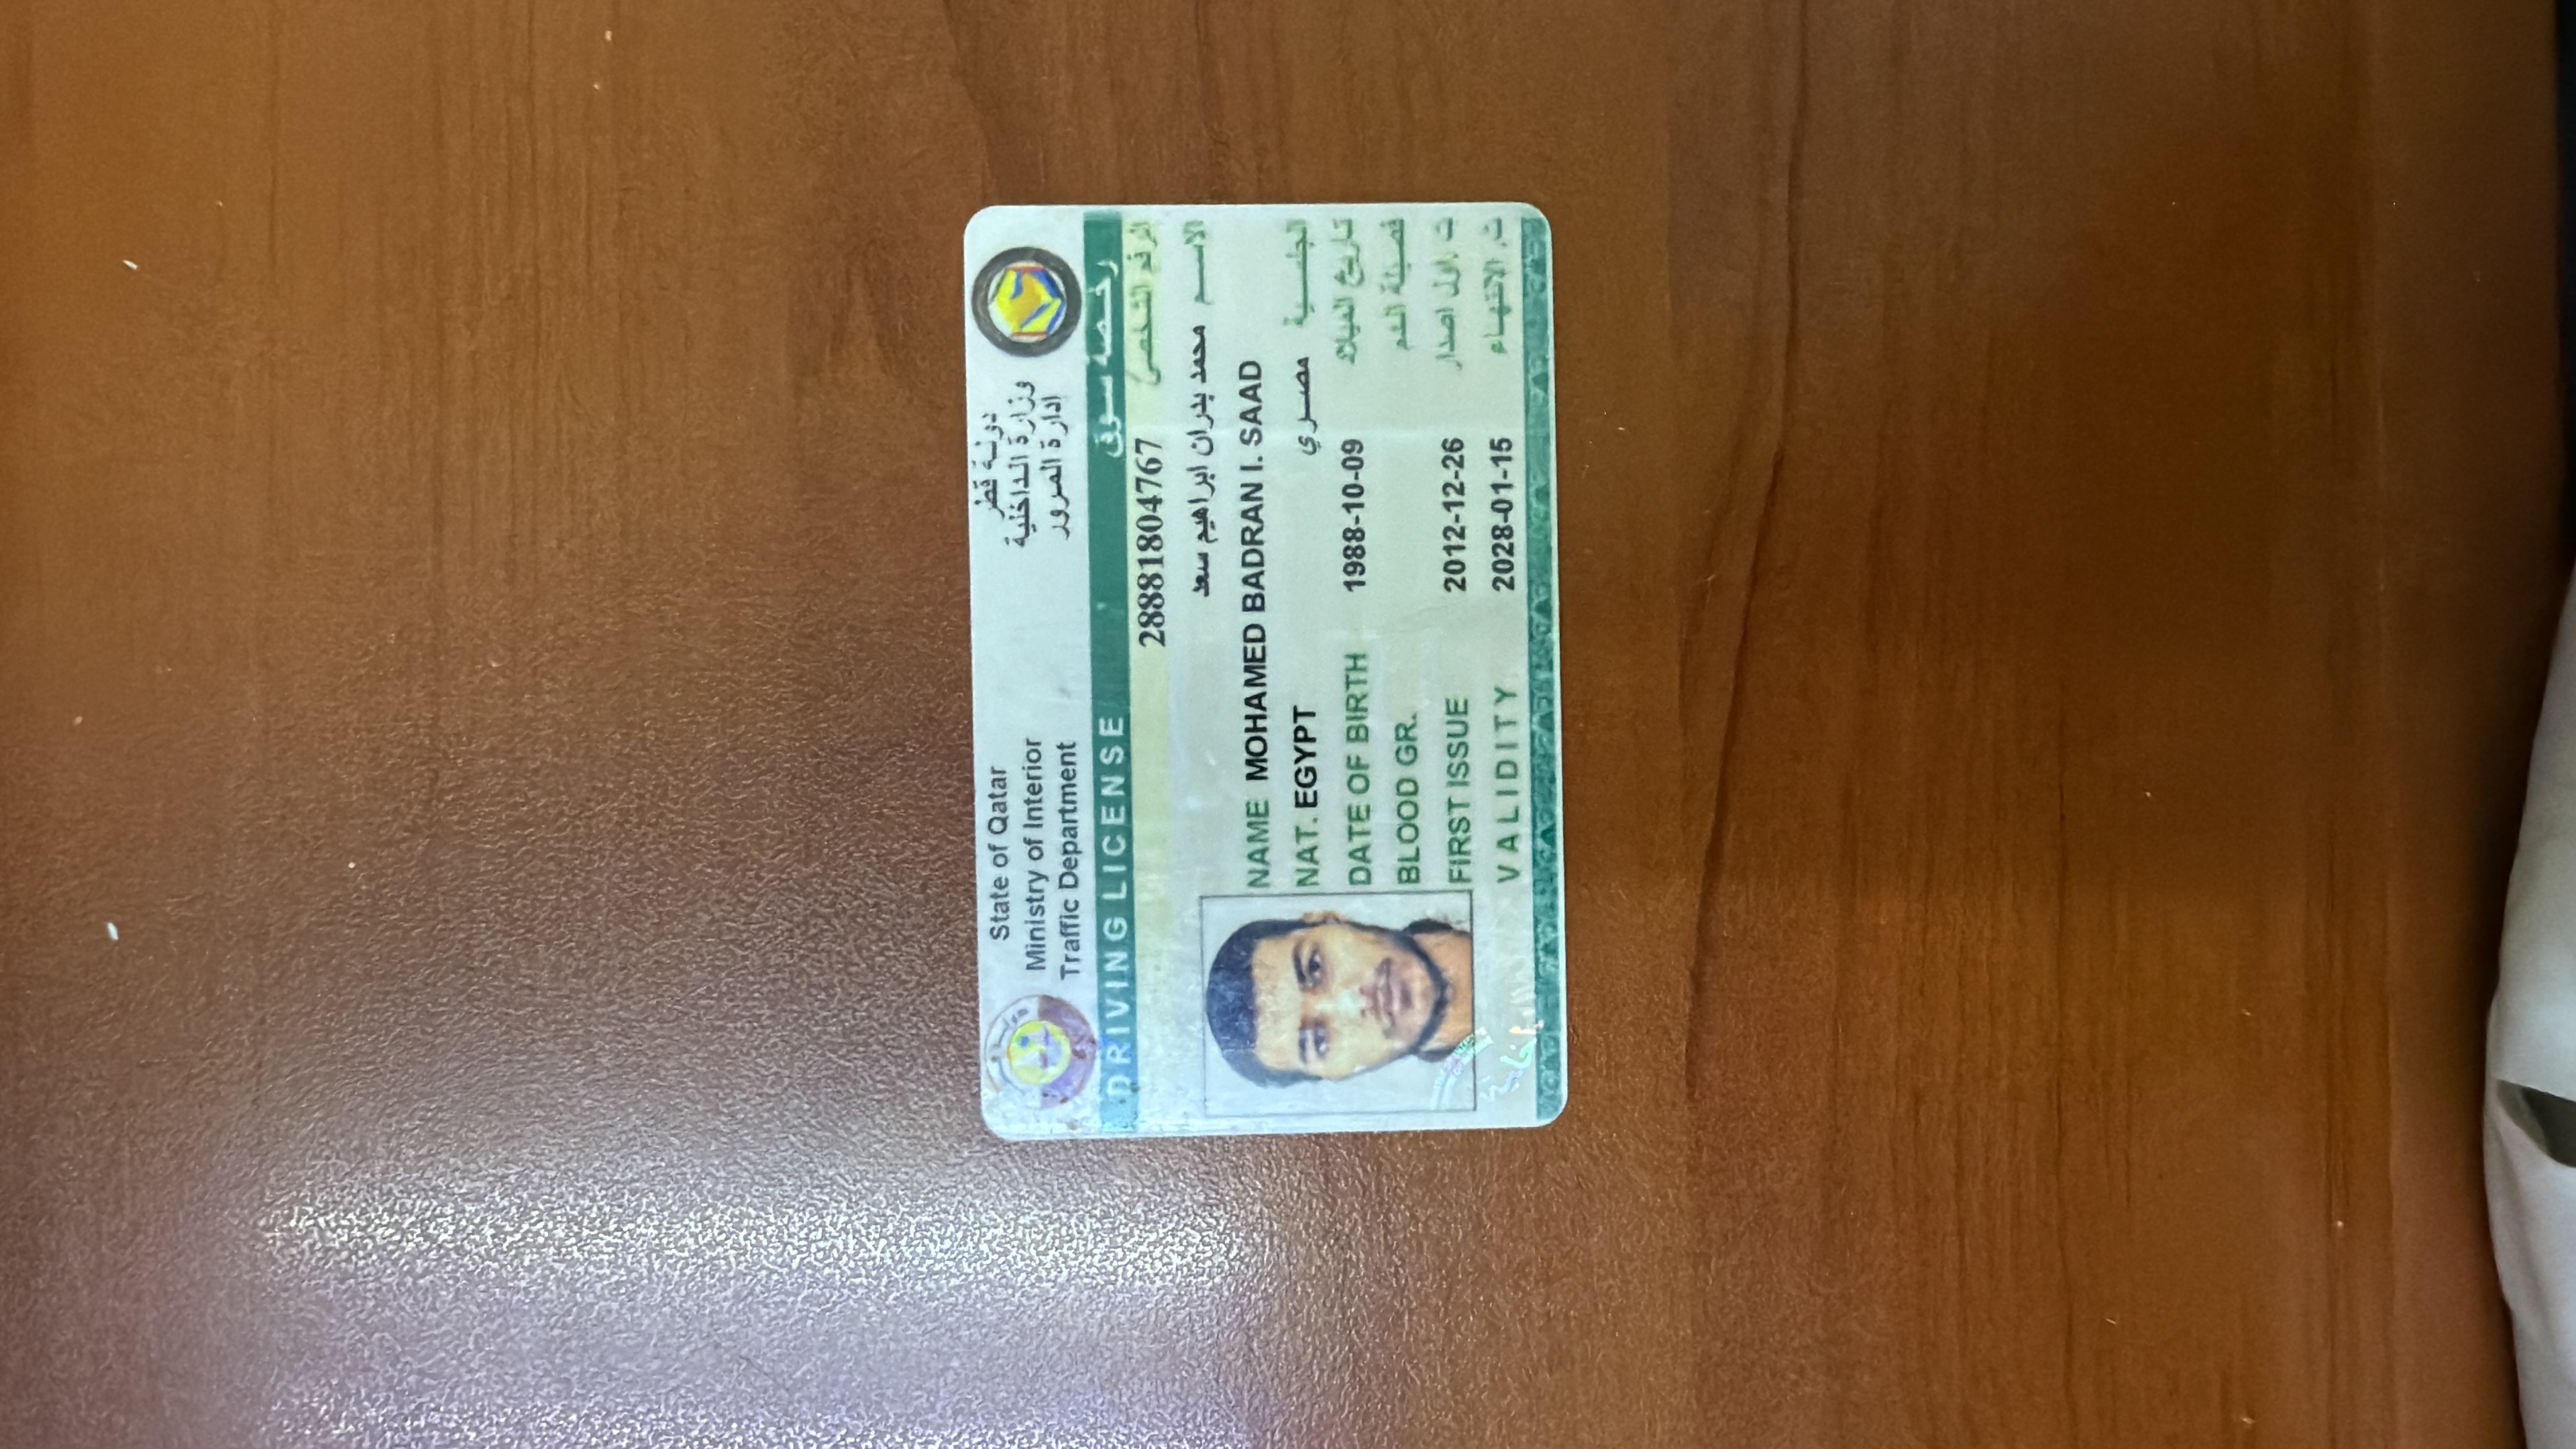 State of Qatar
Ministry of Interior
Traffic Department
دولة قطر
وزارة الداخلية
إدارة المرور
DRIVING LICENSE رخصة سوق
28881804767 الرقم الشخصي
الاسم محمد بدران ابراهيم سعد
NAME MOHAMED BADRAN I. SAAD
NAT. EGYPT مصري الجنسية
DATE OF BIRTH 1988-10-09 تاريخ الميلاد
BLOOD GR. فصيلة الدم
FIRST ISSUE 2012-12-26 ت .اول اصدار
VALIDITY 2028-01-15 ت. الانتهاء